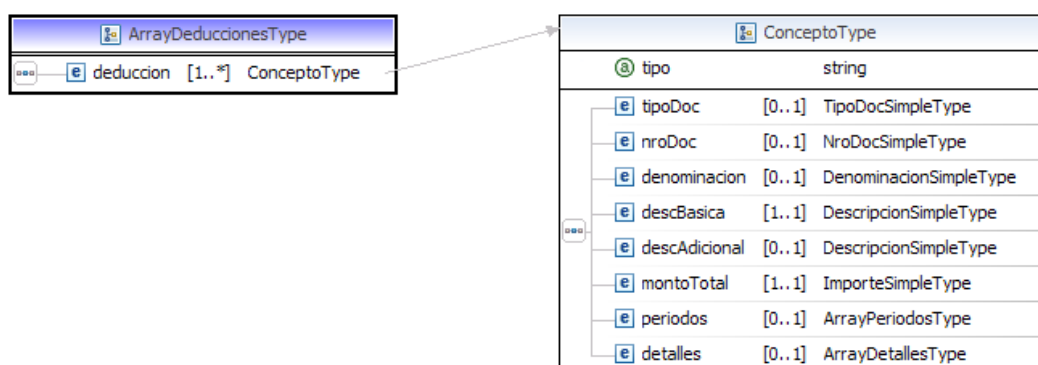 ArrayDeduccionesType
e deduccion [1..*] ConceptoType
ConceptoType
a tipo string
e tipoDoc [0..1] TipoDocSimpleType
e nroDoc [0..1] NroDocSimpleType
e denominacion [0..1] DenominacionSimpleType
e descBasica [1..1] DescripcionSimpleType
e descAdicional [0..1] DescripcionSimpleType
e montoTotal [1..1] ImporteSimpleType
e periodos [0..1] ArrayPeriodosType
e detalles [0..1] ArrayDetallesType